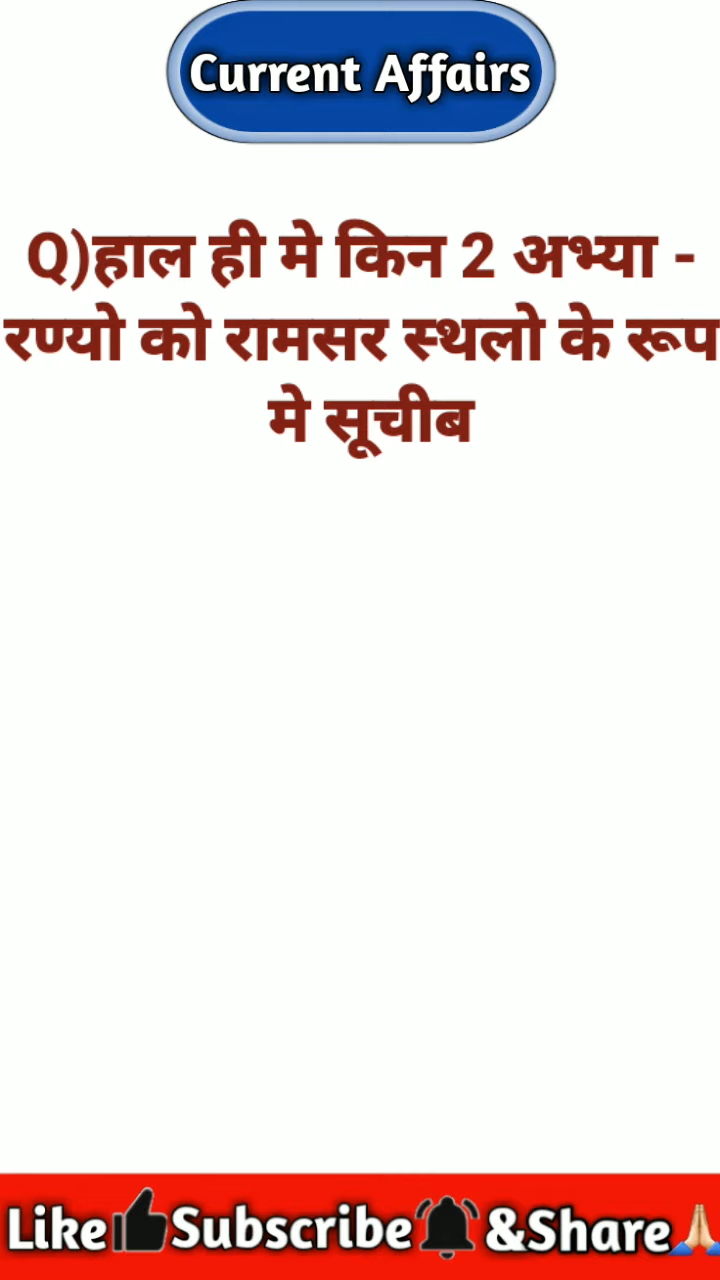 Current Affairs
Q)हाल ही मे किन 2 अभ्या -
रण्यो को रामसर स्थलो के रूप
मे सूचीब
Like Subscribe &Share